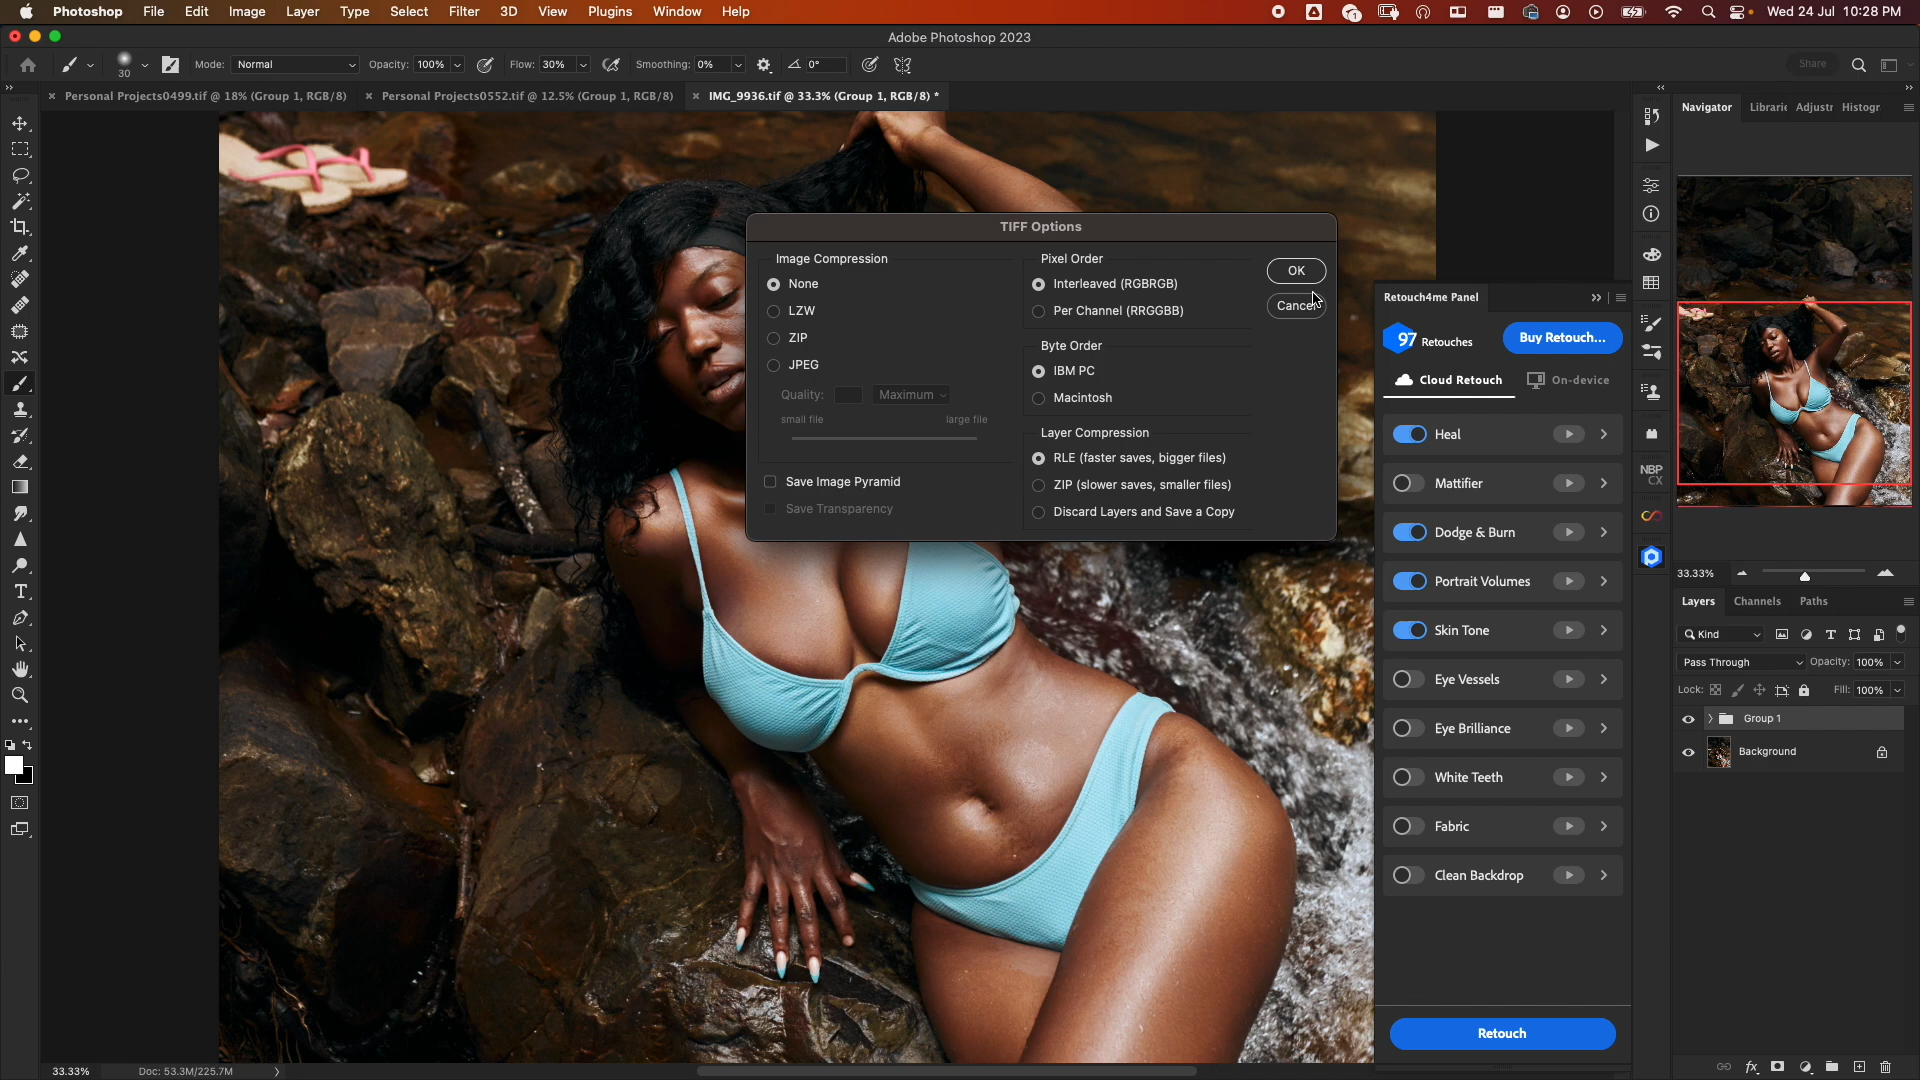 Photoshop File Edit Image Layer Type Select Filter 3D View Plugins Window Help 1 Wed 24 Jul 10:28 PM
Adobe Photoshop 2023
30 Mode: Normal Opacity: 100% Flow: 30% Smoothing: 0% 0° Share
Personal Projects0499.tif @ 18% (Group 1, RGB/8) Personal Projects0552.tif @ 12.5% (Group 1, RGB/8) IMG_9936.tif @ 33.3% (Group 1, RGB/8) *
TIFF Options
Image Compression
None
LZW
ZIP
JPEG
Quality: Maximum
small file large file
Save Image Pyramid
Save Transparency
Pixel Order
Interleaved (RGBRGB)
Per Channel (RRGGBB)
Byte Order
IBM PC
Macintosh
Layer Compression
RLE (faster saves, bigger files)
ZIP (slower saves, smaller files)
Discard Layers and Save a Copy
OK
Cancel
Retouch4me Panel
97 Retouches Buy Retouch...
Cloud Retouch On-device
Heal
Mattifier
Dodge & Burn
Portrait Volumes
Skin Tone
Eye Vessels
Eye Brilliance
White Teeth
Fabric
Clean Backdrop
Retouch
NBP
CX
Navigator Librarie Adjustr Histogr
33.33%
Layers Channels Paths
Kind
Pass Through Opacity: 100%
Lock: Fill: 100%
Group 1
Background
33.33% Doc: 53.3M/225.7M